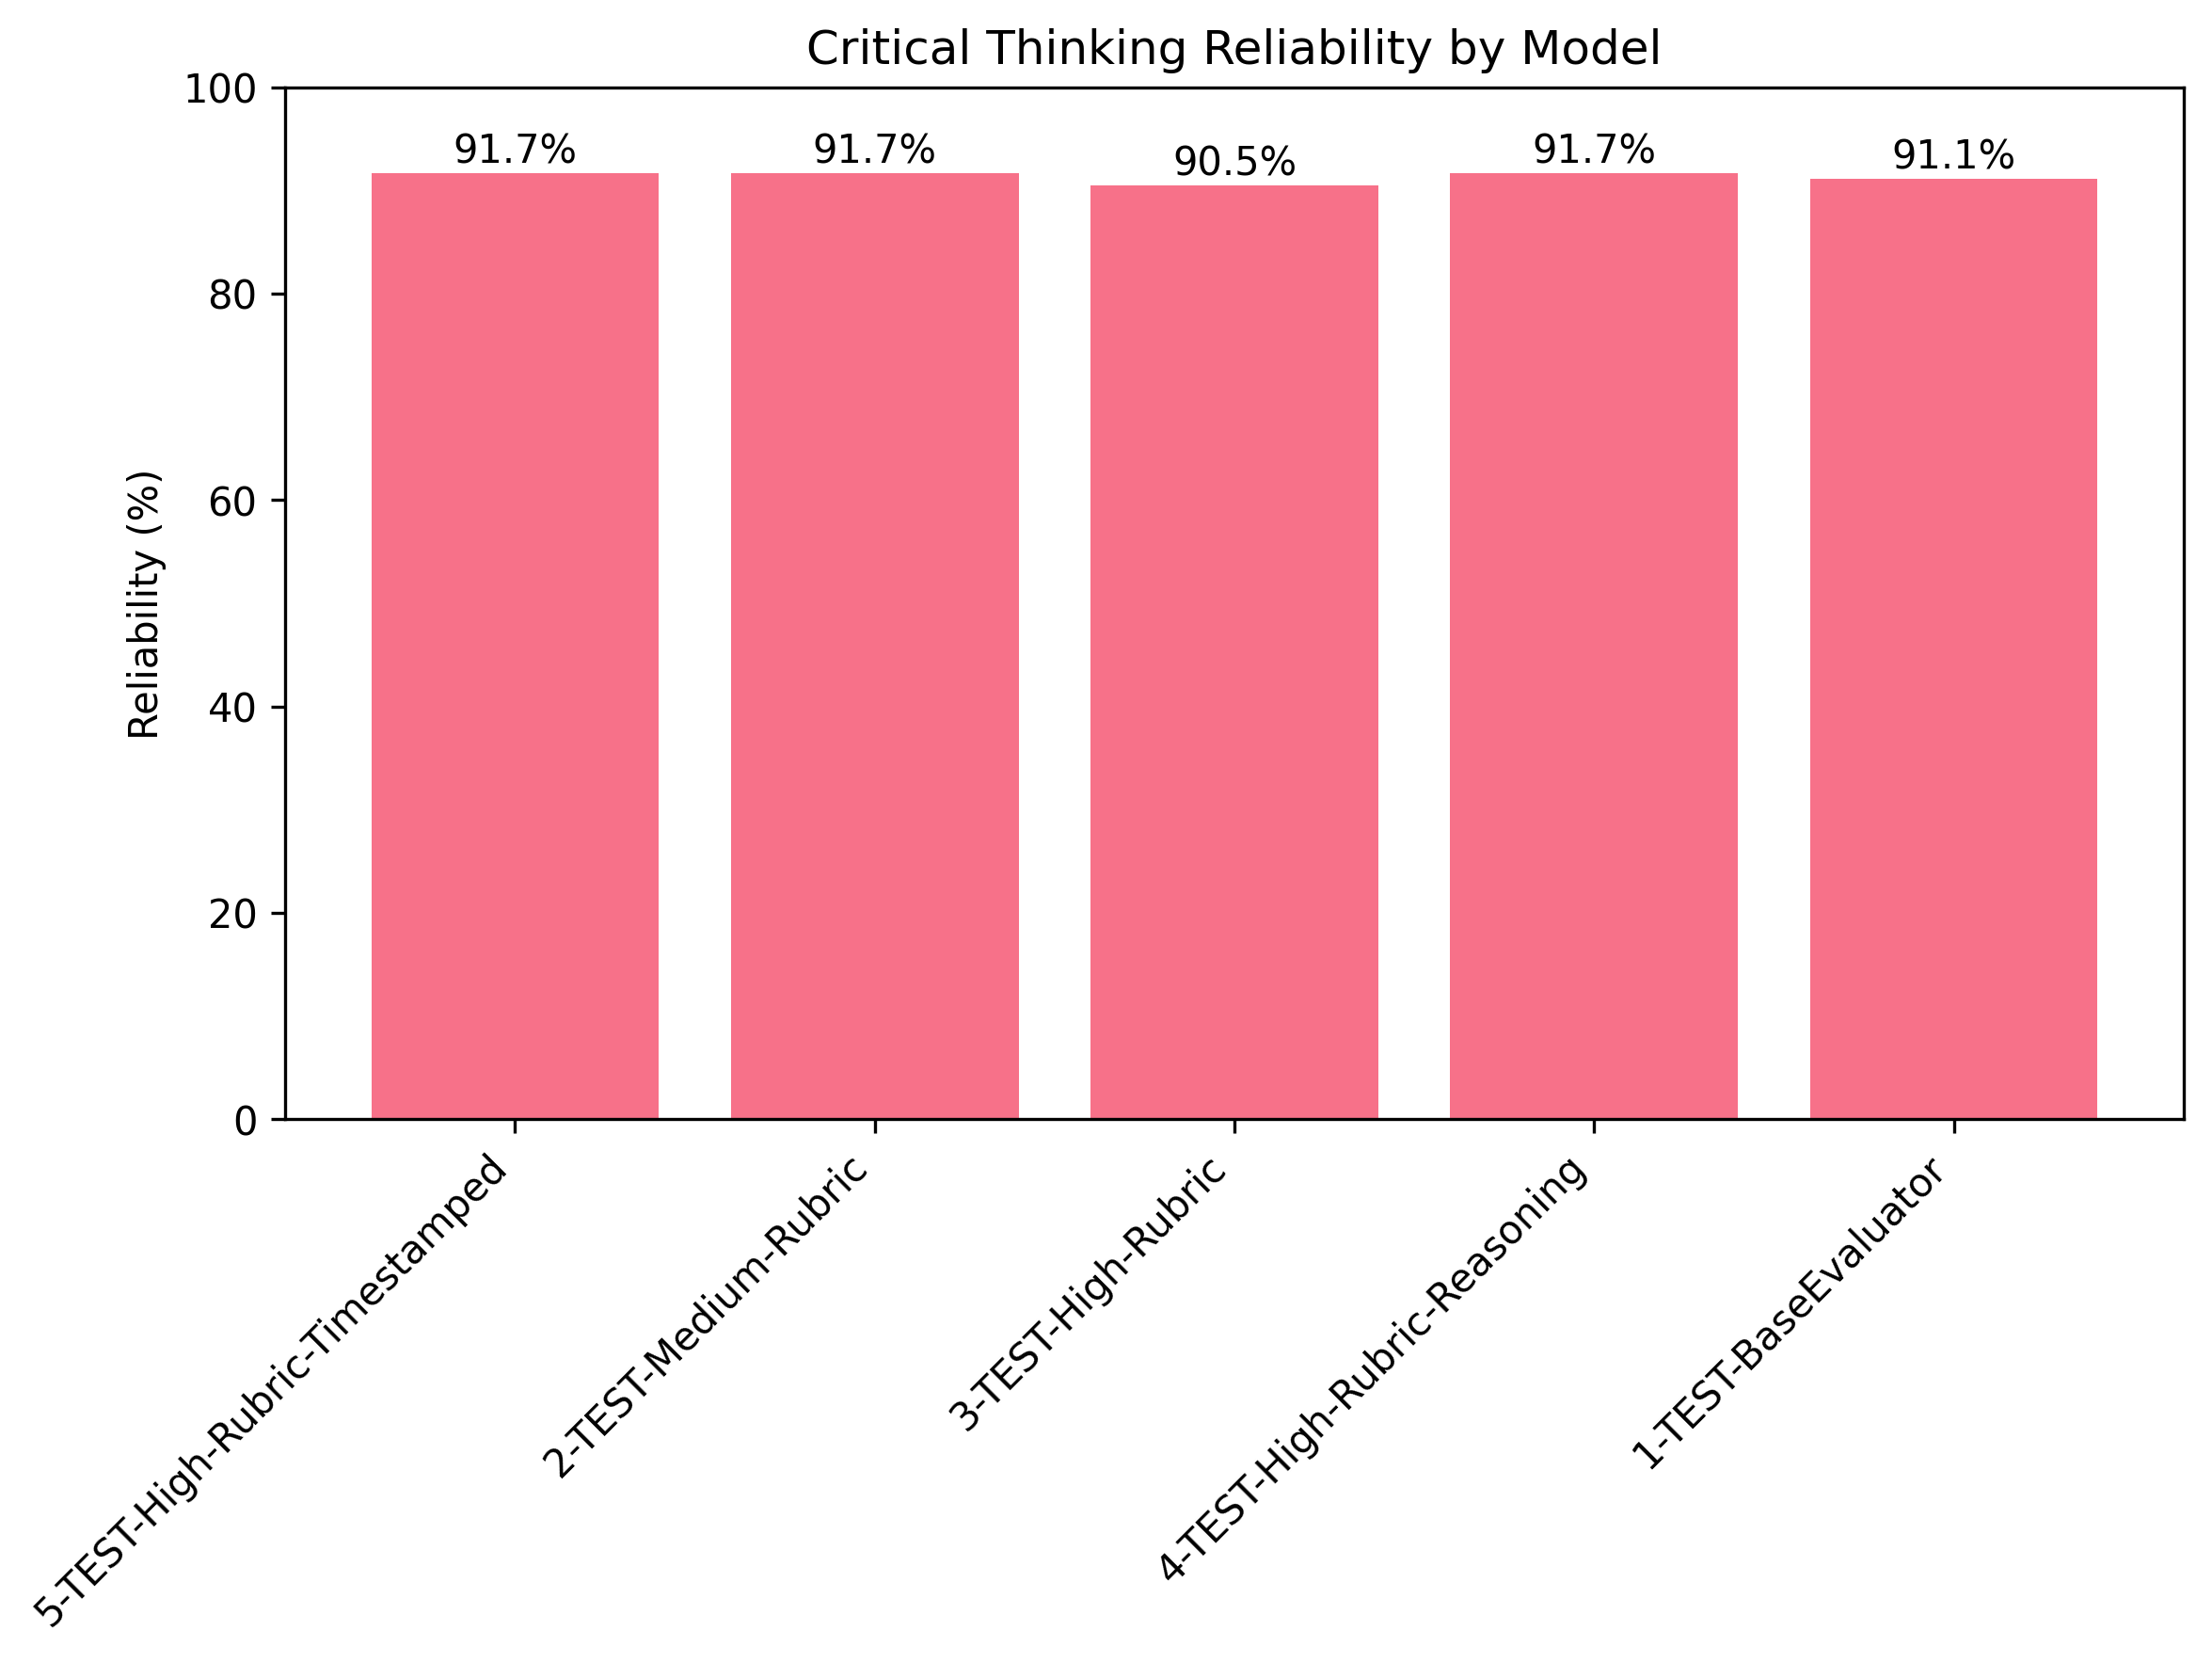 Critical Thinking Reliability by Model
Reliability (%)
100
80
60
40
20
0
91.7%
91.7%
90.5%
91.7%
91.1%
5-TEST-High-Rubric-Timestamped
2-TEST-Medium-Rubric
3-TEST-High-Rubric
4-TEST-High-Rubric-Reasoning
1-TEST-BaseEvaluator